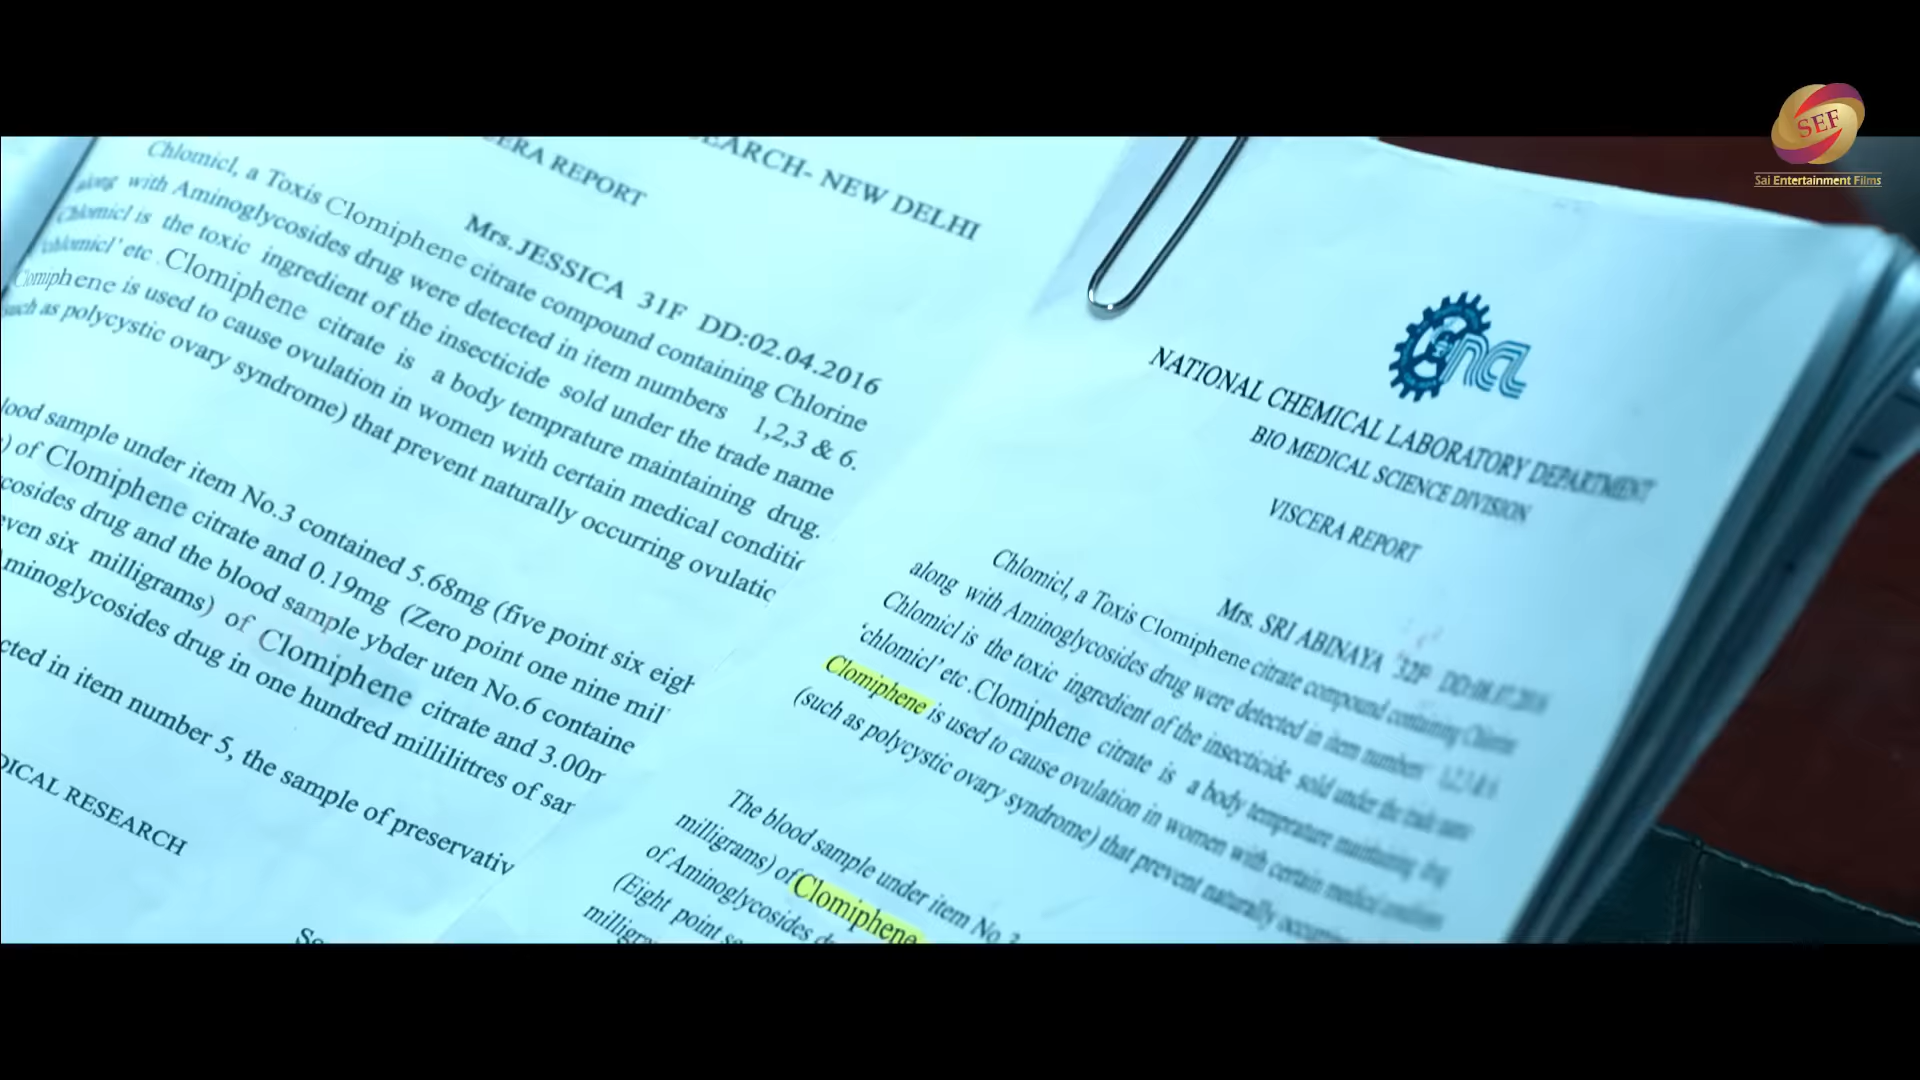 SEF
Sai Entertainment Films
EARCH- NEW DELHI
ERA REPORT
Mrs. JESSICA 31F DD:02.04.2016
Chlomicl, a Toxis Clomiphene citrate compound containing Chlorine
along with Aminoglycosides drug were detected in item numbers 1,2,3 & 6.
Chlomicl is the toxic ingredient of the insecticide sold under the trade name
'chlomicl' etc . Clomiphene citrate is a body temprature maintaining drug.
Clomiphene is used to cause ovulation in women with certain medical conditic
such as polycystic ovary syndrome) that prevent naturally occurring ovulatic
lood sample under item No.3 contained 5.68mg (five point six eigh
) of Clomiphene citrate and 0.19mg (Zero point one nine mil
cosides drug and the blood sample ybder uten No.6 containe
even six milligrams) of Clomiphene citrate and 3.00m
minoglycosides drug in one hundred millilittres of sar
cted in item number 5, the sample of preservativ
DICAL RESEARCH
NATIONAL CHEMICAL LABORATORY DEPARTMENT
BIO MEDICAL SCIENCE DIVISION
VISCERA REPORT
Mrs. SRI ABINAYA 32F
Chlomicl, a Toxis Clomiphene citrate compound containing Chlorine
along with Aminoglycosides drug were detected in item numbers
Chlomicl is the toxic ingredient of the insecticide sold under the trade name
'chlomicl' etc . Clomiphene citrate is a body temprature maintaining drug
Clomiphene is used to cause ovulation in women with certain medical
(such as polycystic ovary syndrome) that prevent naturally
The blood sample under item No.3
milligrams) of Clomiphene
of Aminoglycosides
(Eight point